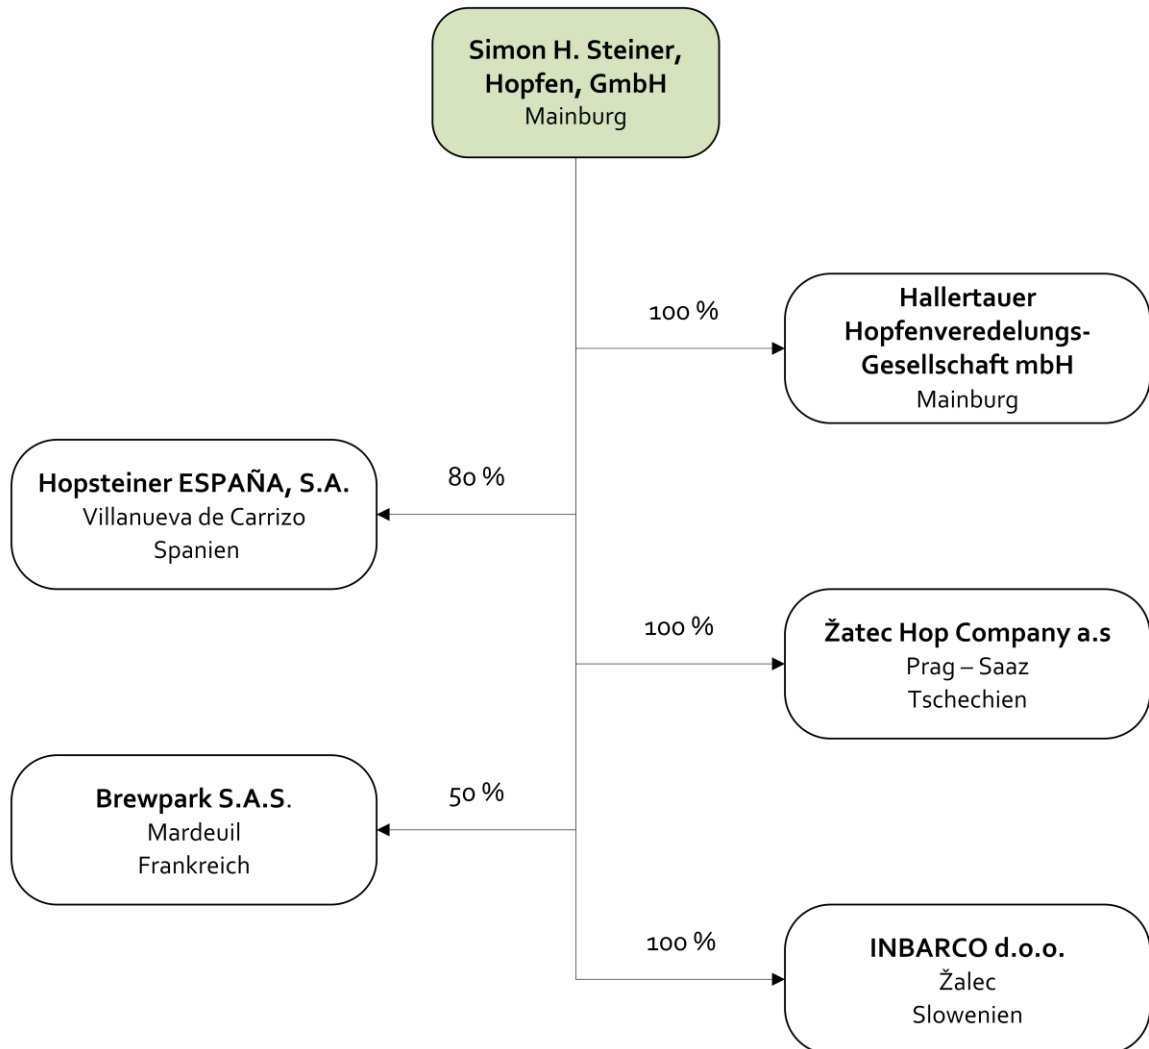 Simon H. Steiner,
Hopfen, GmbH
Mainburg
100 %
Hallertauer
Hopfenveredelungs-
Gesellschaft mbH
Mainburg
80 %
Hopsteiner ESPAÑA, S.A.
Villanueva de Carrizo
Spanien
100 %
Žatec Hop Company a.s
Prag – Saaz
Tschechien
50 %
Brewpark S.A.S.
Mardeuil
Frankreich
100 %
INBARCO d.o.o.
Žalec
Slowenien